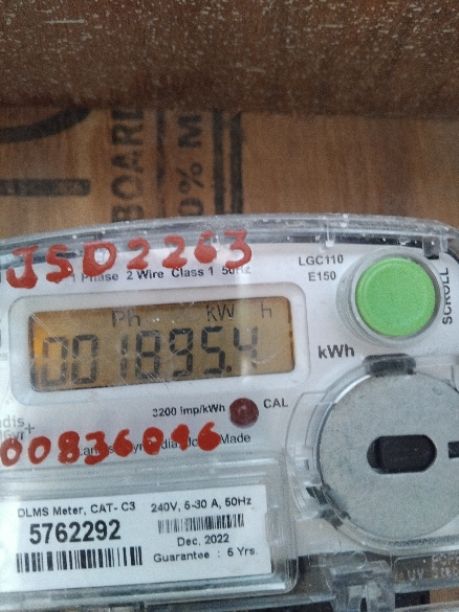 BOARD
0% M
JSD2263
1 Phase 2 Wire Class 1 50Hz
LGC110
E150
SCROLL
Ph KW h
001895.4
kWh
3200 imp/kWh
CAL
00836046
Made
DLMS Meter, CAT- C3
5762292
240V, 5-30 A, 50Hz
Dec, 2022
Guarantee : 5 Yrs.